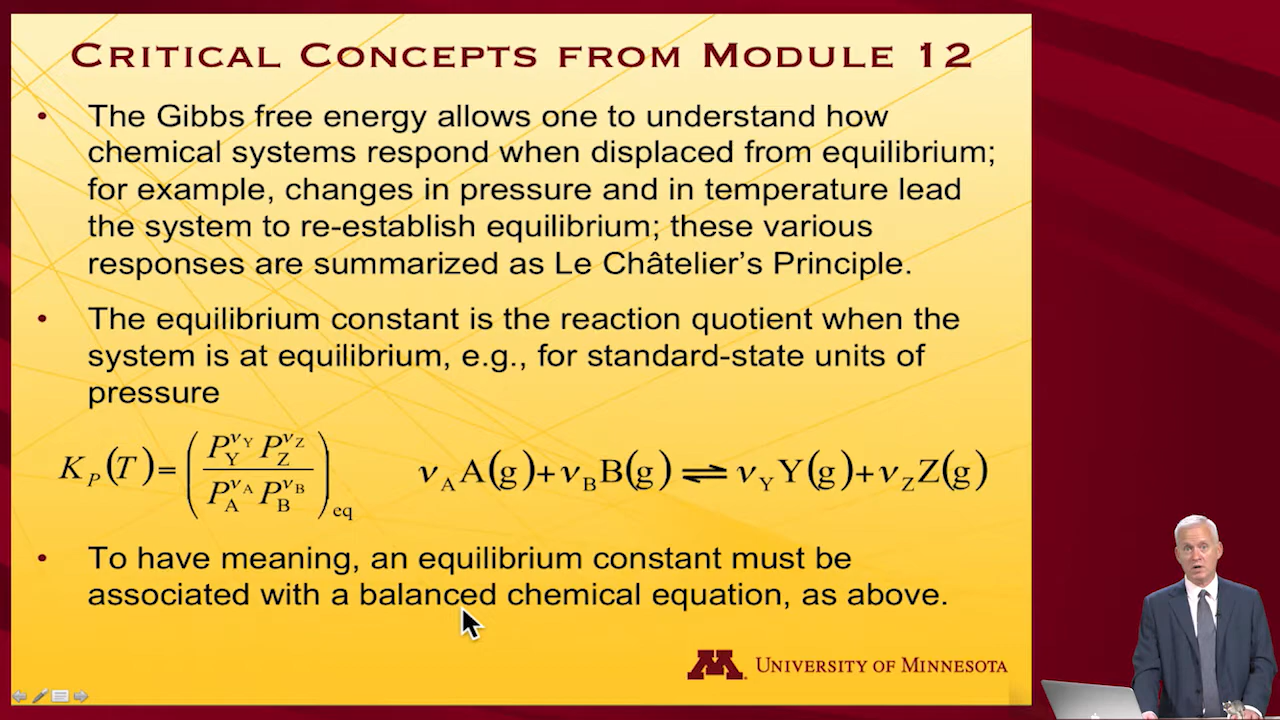 CRITICAL CONCEPTS FROM MODULE 12
• The Gibbs free energy allows one to understand how
chemical systems respond when displaced from equilibrium;
for example, changes in pressure and in temperature lead
the system to re-establish equilibrium; these various
responses are summarized as Le Châtelier's Principle.
• The equilibrium constant is the reaction quotient when the
system is at equilibrium, e.g., for standard-state units of
pressure
K_P(T)=(P_Y^{ν_Y} P_Z^{ν_Z} / P_A^{ν_A} P_B^{ν_B})_eq
ν_A A(g)+ν_B B(g) ⇌ ν_Y Y(g)+ν_Z Z(g)
• To have meaning, an equilibrium constant must be
associated with a balanced chemical equation, as above.
M UNIVERSITY OF MINNESOTA